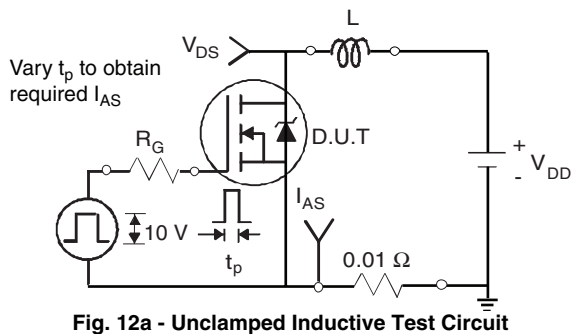 L
V_DS
Vary t_p to obtain
required I_AS
R_G
D.U.T
+
V_DD
-
I_AS
10 V
t_p
0.01 Ω
Fig. 12a - Unclamped Inductive Test Circuit